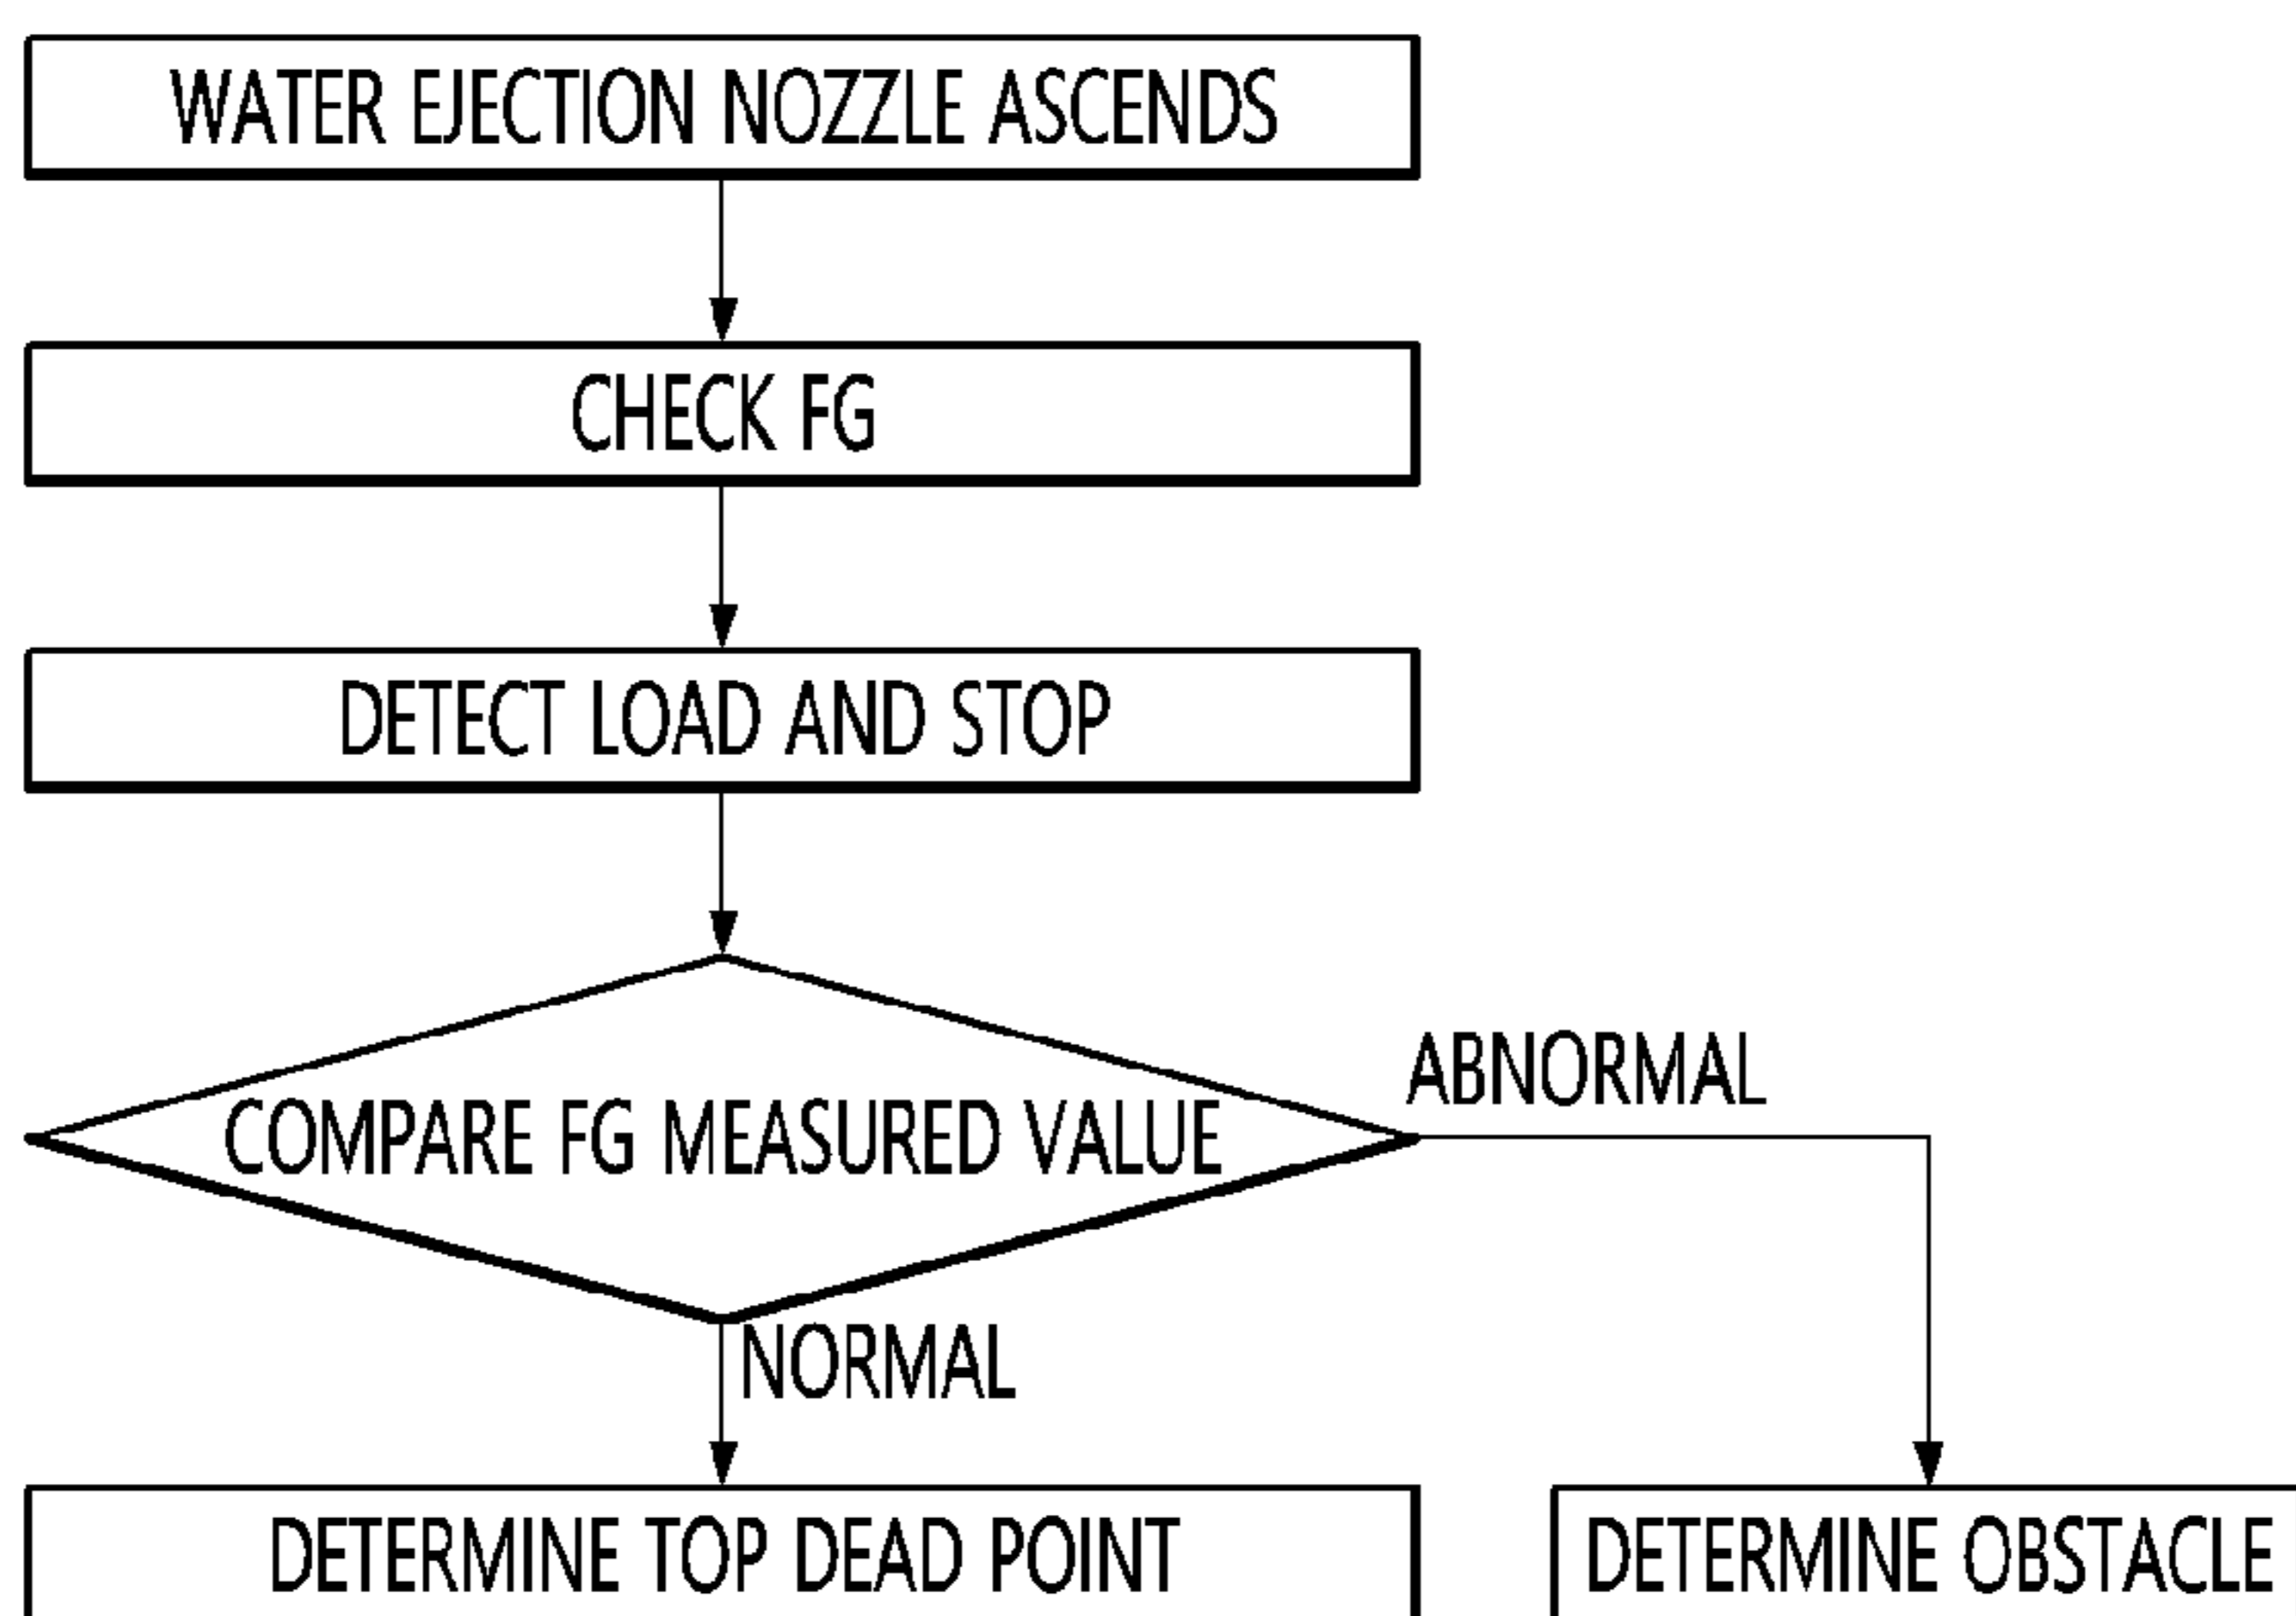 WATER EJECTION NOZZLE ASCENDS
CHECK FG
DETECT LOAD AND STOP
COMPARE FG MEASURED VALUE
ABNORMAL
NORMAL
DETERMINE TOP DEAD POINT
DETERMINE OBSTACLE